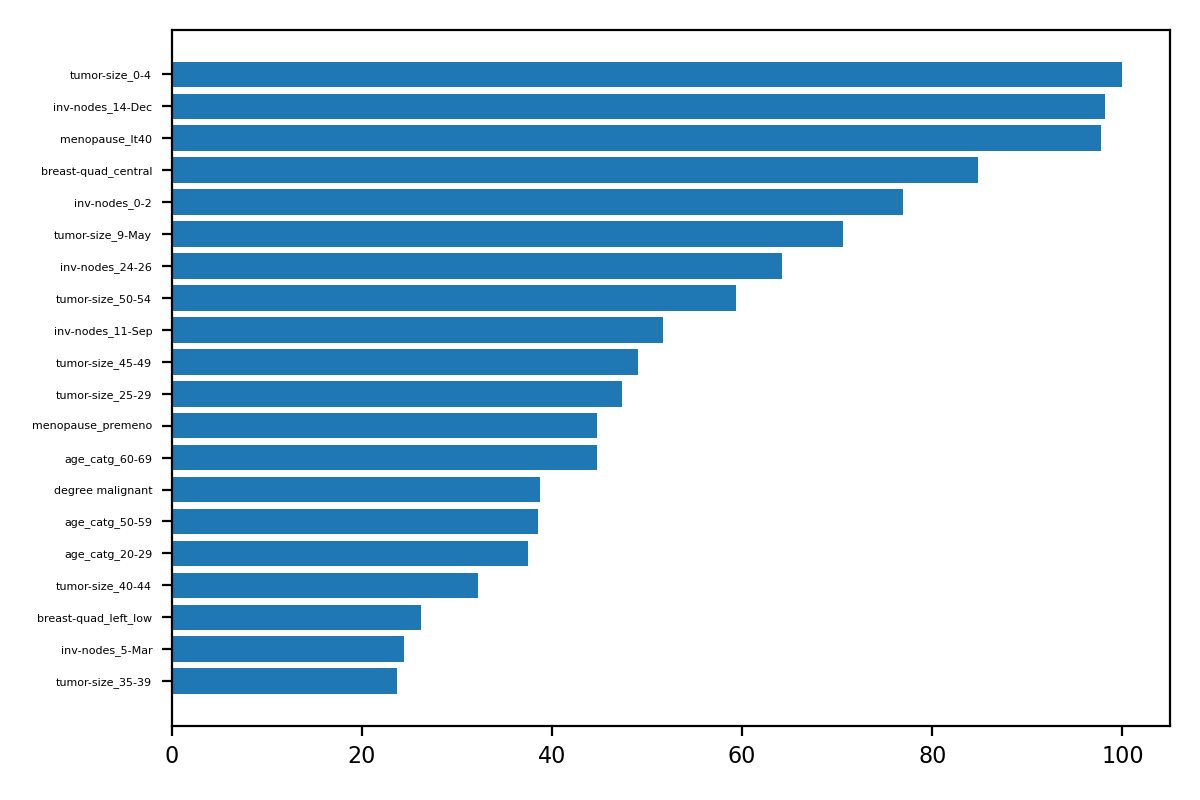 tumor-size_0-4
inv-nodes_14-Dec
menopause_lt40
breast-quad_central
inv-nodes_0-2
tumor-size_9-May
inv-nodes_24-26
tumor-size_50-54
inv-nodes_11-Sep
tumor-size_45-49
tumor-size_25-29
menopause_premeno
age_catg_60-69
degree malignant
age_catg_50-59
age_catg_20-29
tumor-size_40-44
breast-quad_left_low
inv-nodes_5-Mar
tumor-size_35-39
0 20 40 60 80 100